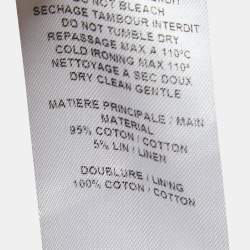 DO NOT BLEACH
SECHAGE TAMBOUR INTERDIT
DO NOT TUMBLE DRY
REPASSAGE MAX A 110°C
COLD IRONING MAX 110°
NETTOYAGE A SEC DOUX
DRY CLEAN GENTLE
MATIERE PRINCIPALE / MAIN
MATERIAL
95% COTON / COTTON
5% LIN / LINEN
DOUBLURE / LINING
100% COTON / COTTON